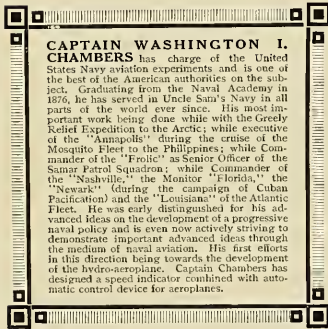 CAPTAIN WASHINGTON I.
CHAMBERS has charge of the United
States Navy aviation experiments and is one of
the best of the American authorities on the sub-
ject. Graduating from the Naval Academy in
1876, he has served in Uncle Sam's Navy in all
parts of the world ever since. His most im-
portant work being done while with the Greely
Relief Expedition to the Arctic; while executive
of the "Annapolis" during the cruise of the
Mosquito Fleet to the Philippines; while Com-
mander of the "Frolic" as Senior Officer of the
Samar Patrol Squadron; while Commander of
the "Nashville," the Monitor "Florida," the
"Newark" (during the campaign of Cuban
Pacification) and the "Louisiana" of the Atlantic
Fleet. He was early distinguished for his ad-
vanced ideas on the development of a progressive
naval policy and is even now actively striving to
demonstrate important advanced ideas through
the medium of naval aviation. His first efforts
in this direction being towards the development
of the hydro-aeroplane. Captain Chambers has
designed a speed indicator combined with auto-
matic control device for aeroplanes.